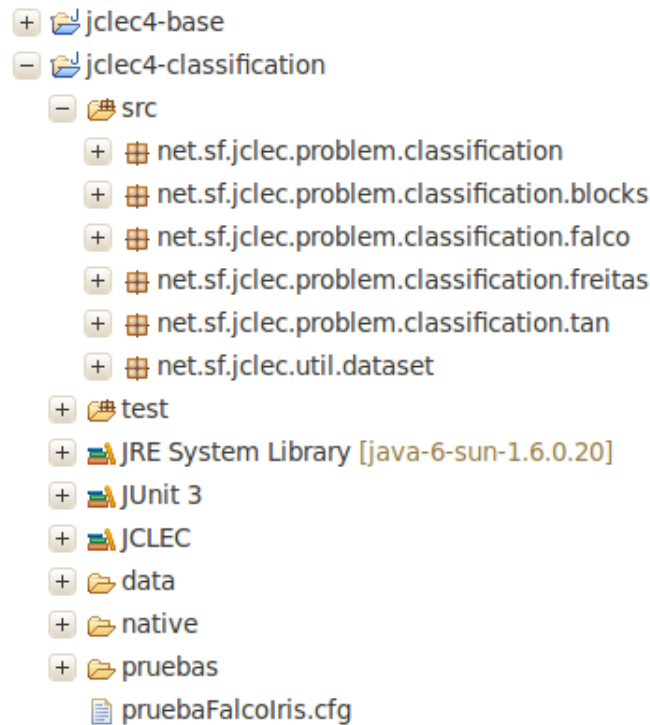 jclec4-base
jclec4-classification
src
net.sf.jclec.problem.classification
net.sf.jclec.problem.classification.blocks
net.sf.jclec.problem.classification.falco
net.sf.jclec.problem.classification.freitas
net.sf.jclec.problem.classification.tan
net.sf.jclec.util.dataset
test
JRE System Library [java-6-sun-1.6.0.20]
JUnit 3
JCLEC
data
native
pruebas
pruebaFalcoIris.cfg